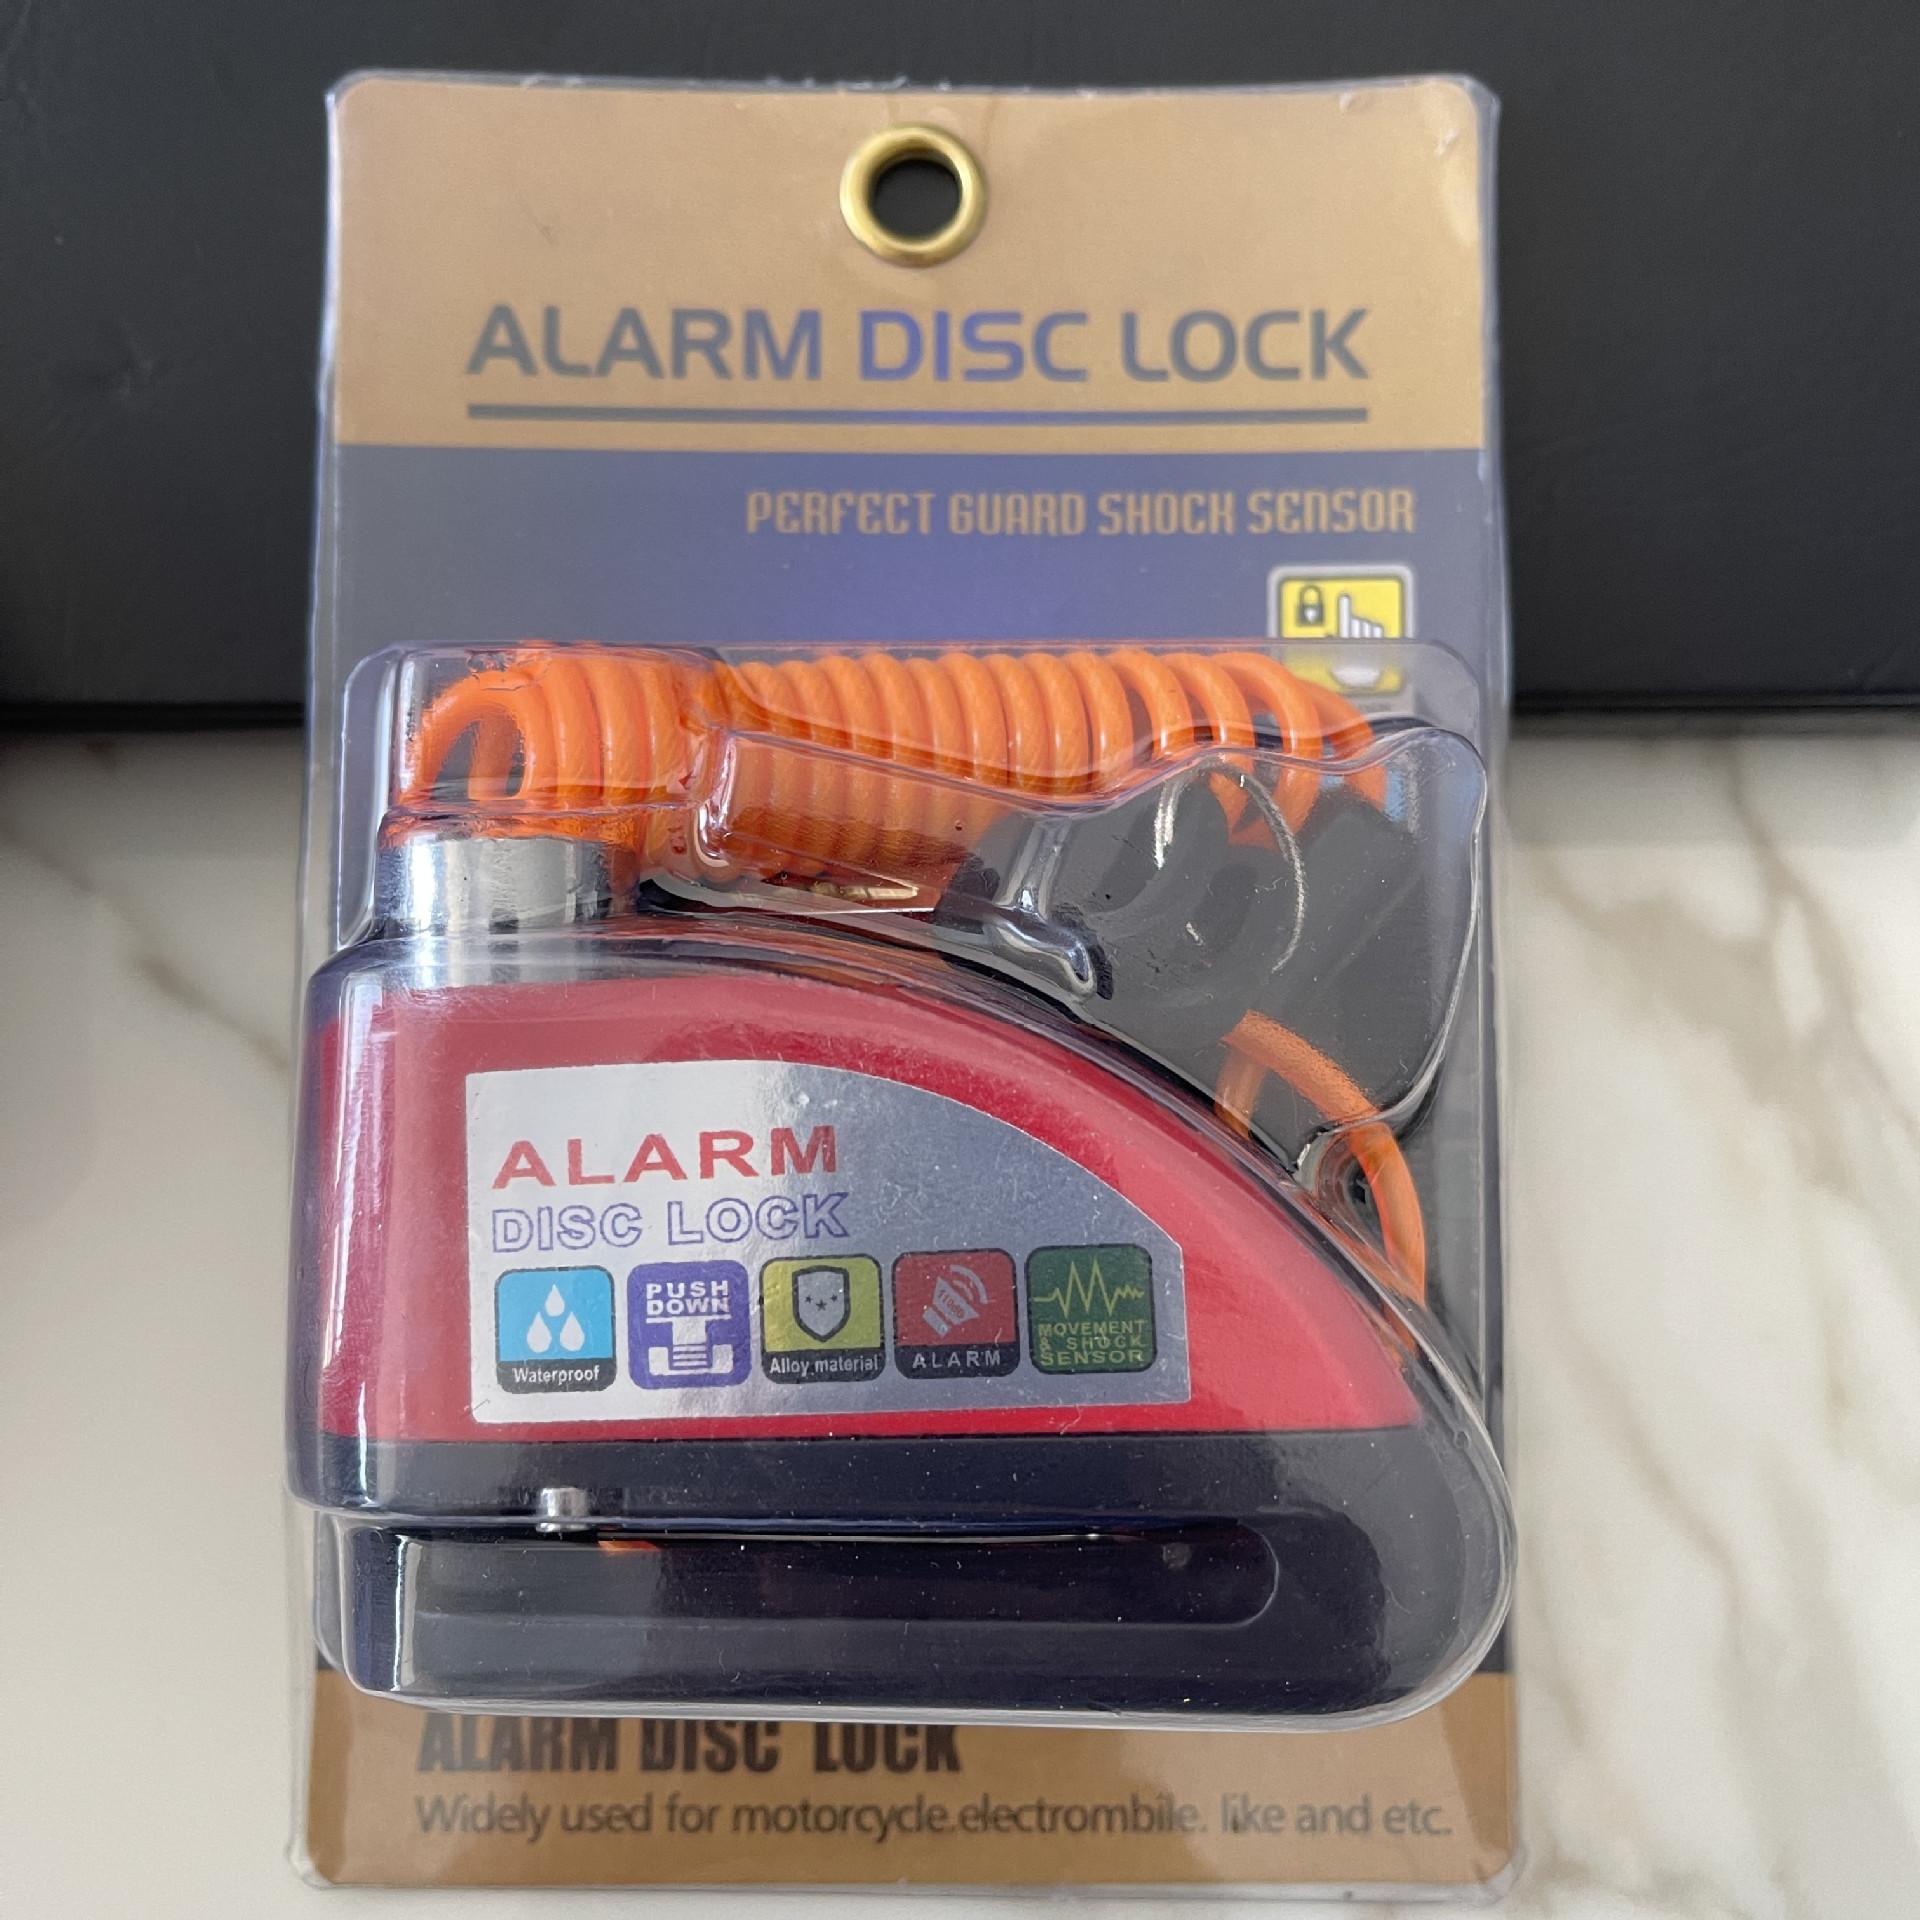 ALARM DISC LOCK
PERFECT GUARD SHOCK SENSOR
ALARM
DISC LOCK
Waterproof
PUSH
DOWN
Alloy material
110db
ALARM
MOVEMENT
& SHOCK
SENSOR
ALARM DISC LOCK
Widely used for motorcycle.electrombile. like and etc.